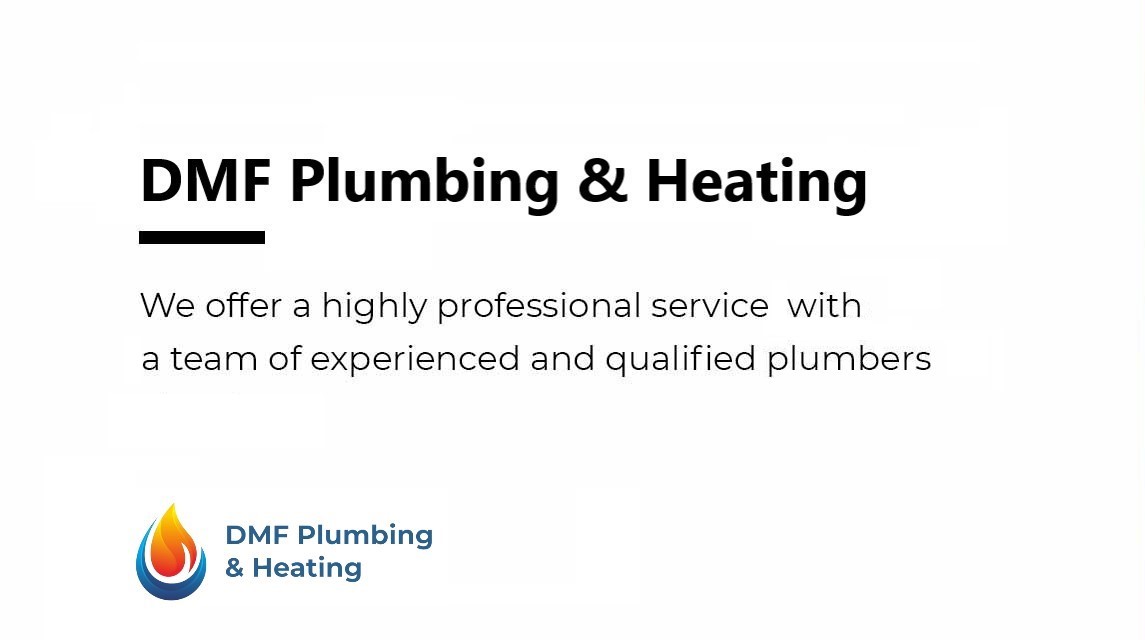 DMF Plumbing & Heating
We offer a highly professional service  with
a team of experienced and qualified plumbers
DMF Plumbing
& Heating